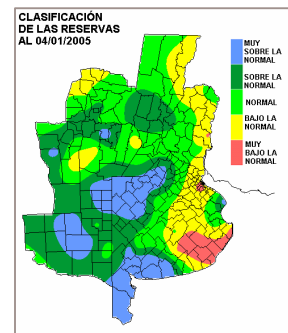 CLASIFICACIÓN
DE LAS RESERVAS
AL 04/01/2005
MUY
SOBRE LA
NORMAL
SOBRE LA
NORMAL
NORMAL
BAJO LA
NORMAL
MUY
BAJO LA
NORMAL